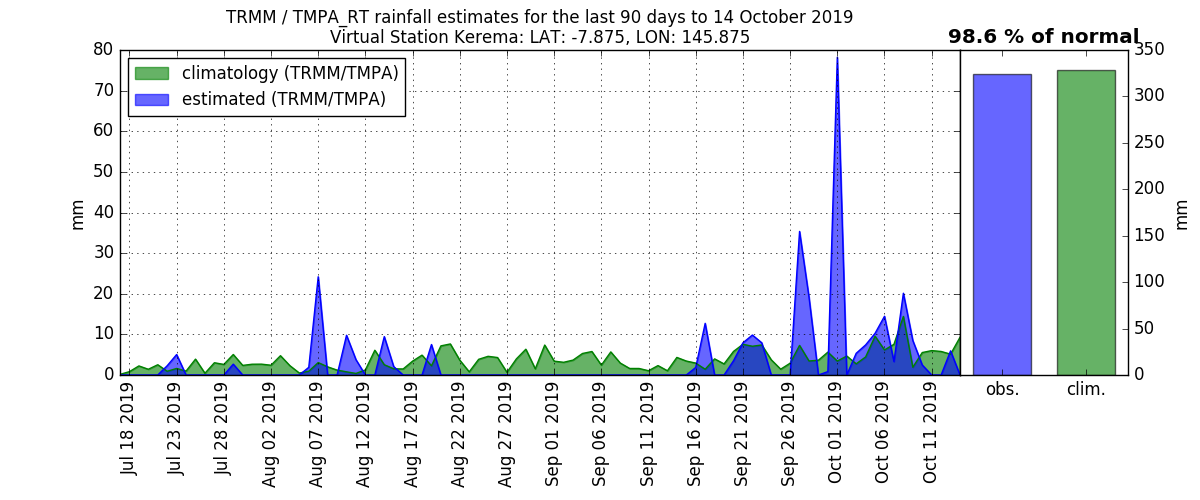 TRMM / TMPA_RT rainfall estimates for the last 90 days to 14 October 2019
Virtual Station Kerema: LAT: -7.875, LON: 145.875
98.6 % of normal
climatology (TRMM/TMPA)
estimated (TRMM/TMPA)
80
70
60
50
40
30
20
10
0
mm
Jul 18 2019
Jul 23 2019
Jul 28 2019
Aug 02 2019
Aug 07 2019
Aug 12 2019
Aug 17 2019
Aug 22 2019
Aug 27 2019
Sep 01 2019
Sep 06 2019
Sep 11 2019
Sep 16 2019
Sep 21 2019
Sep 26 2019
Oct 01 2019
Oct 06 2019
Oct 11 2019
obs.
clim.
350
300
250
200
150
100
50
0
mm